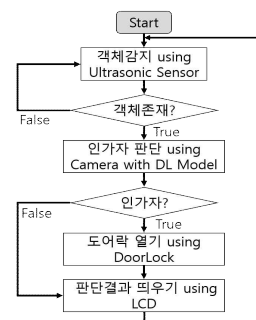 Start
객체감지 using
Ultrasonic Sensor
객체존재?
False
True
인가자 판단 using
Camera with DL Model
인가자?
False
True
도어락 열기 using
DoorLock
판단결과 띄우기 using
LCD